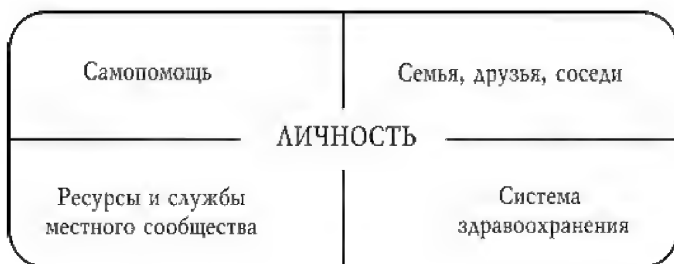 Самопомощь
Семья, друзья, соседи
ЛИЧНОСТЬ
Ресурсы и службы
местного сообщества
Система
здравоохранения